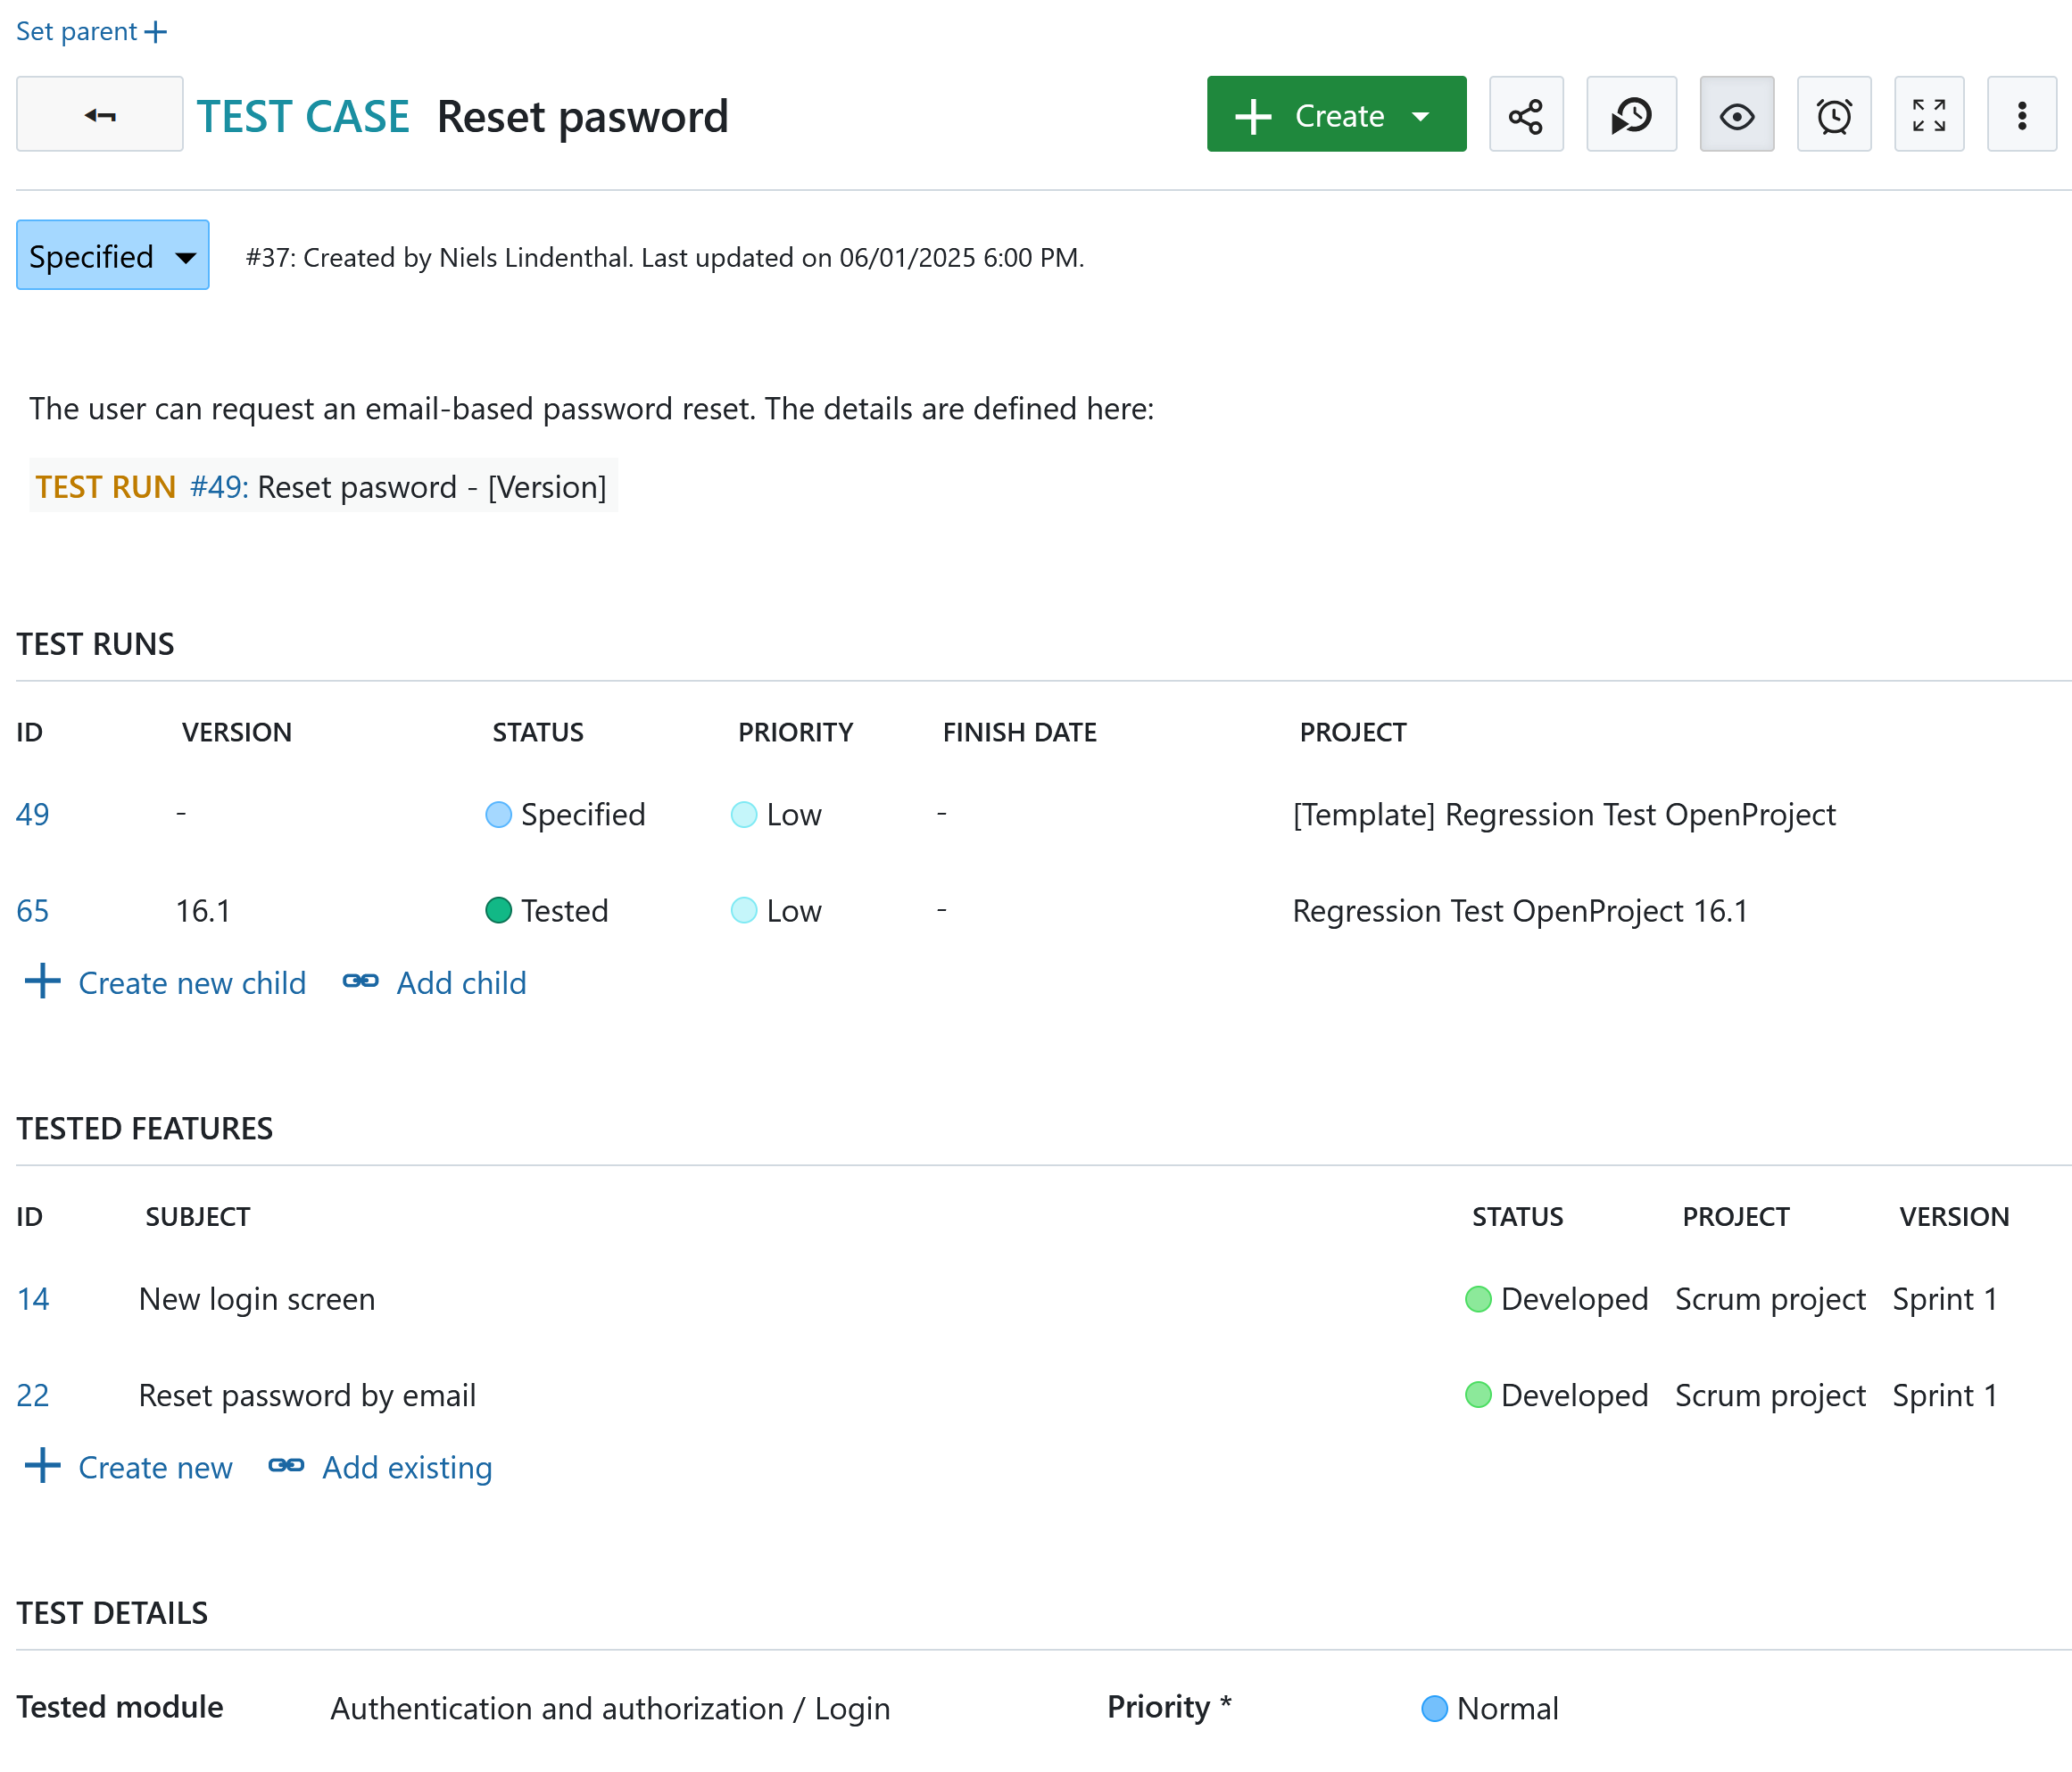 Set parent
TEST CASE Reset pasword Create
Specified #37: Created by Niels Lindenthal. Last updated on 06/01/2025 6:00 PM.
The user can request an email-based password reset. The details are defined here:
TEST RUN #49: Reset pasword - [Version]
TEST RUNS
ID VERSION STATUS PRIORITY FINISH DATE PROJECT
49 - Specified Low - [Template] Regression Test OpenProject
65 16.1 Tested Low - Regression Test OpenProject 16.1
Create new child Add child
TESTED FEATURES
ID SUBJECT STATUS PROJECT VERSION
14 New login screen Developed Scrum project Sprint 1
22 Reset password by email Developed Scrum project Sprint 1
Create new Add existing
TEST DETAILS
Tested module Authentication and authorization / Login Priority * Normal